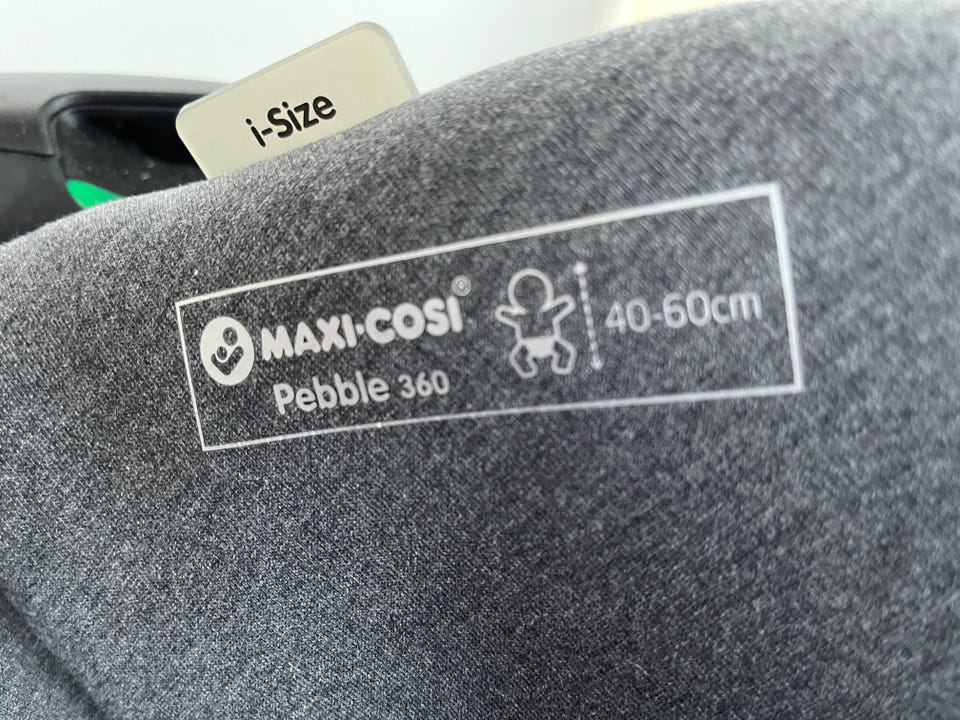 i-Size
MAXI·COSI®
Pebble 360
40-60cm